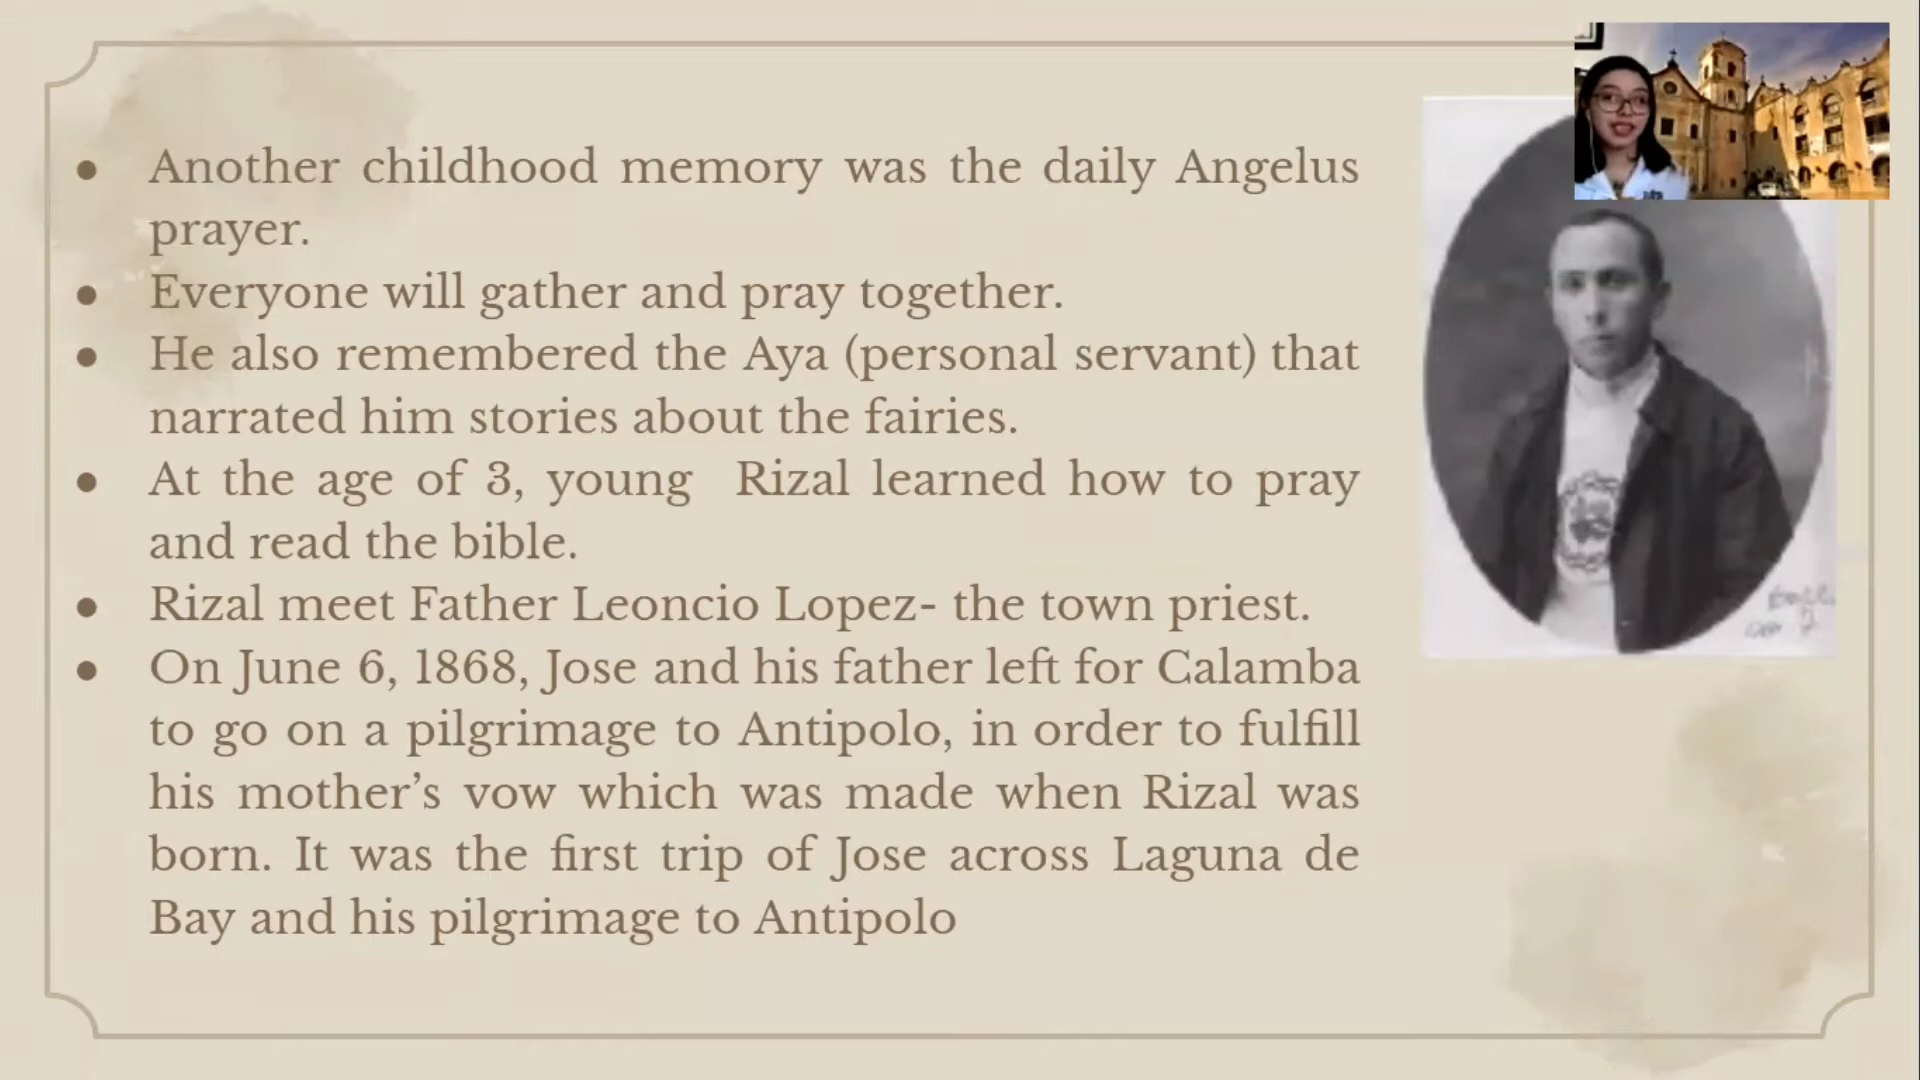 ● Another childhood memory was the daily Angelus
prayer.
● Everyone will gather and pray together.
● He also remembered the Aya (personal servant) that
narrated him stories about the fairies.
● At the age of 3, young Rizal learned how to pray
and read the bible.
● Rizal meet Father Leoncio Lopez- the town priest.
● On June 6, 1868, Jose and his father left for Calamba
to go on a pilgrimage to Antipolo, in order to fulfill
his mother’s vow which was made when Rizal was
born. It was the first trip of Jose across Laguna de
Bay and his pilgrimage to Antipolo